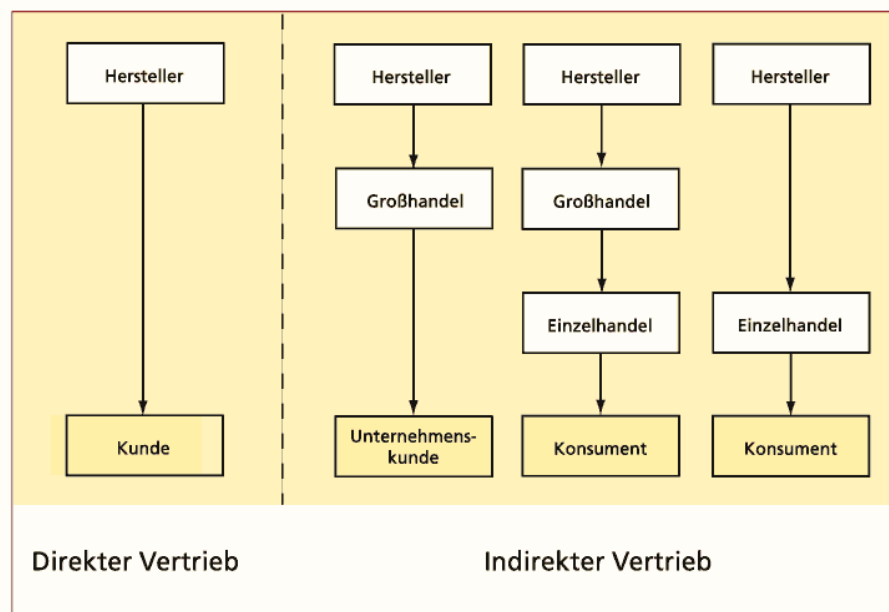 Hersteller
Hersteller
Hersteller
Hersteller
Großhandel
Großhandel
Einzelhandel
Einzelhandel
Kunde
Unternehmens-
kunde
Konsument
Konsument
Direkter Vertrieb
Indirekter Vertrieb